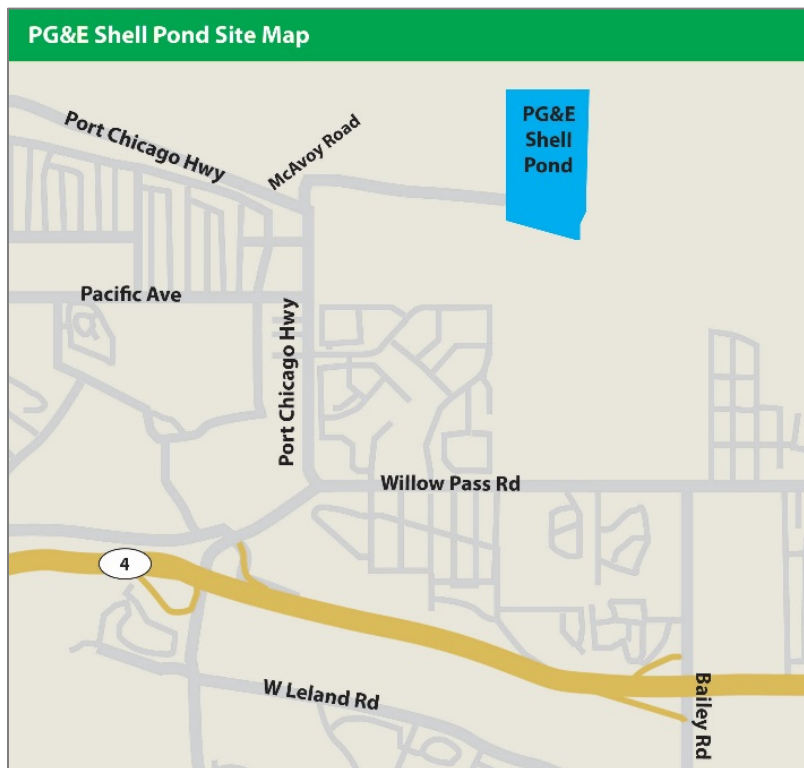 PG&E Shell Pond Site Map
Port Chicago Hwy
McAvoy Road
PG&E
Shell
Pond
Pacific Ave
Port Chicago Hwy
Willow Pass Rd
4
W Leland Rd
Bailey Rd